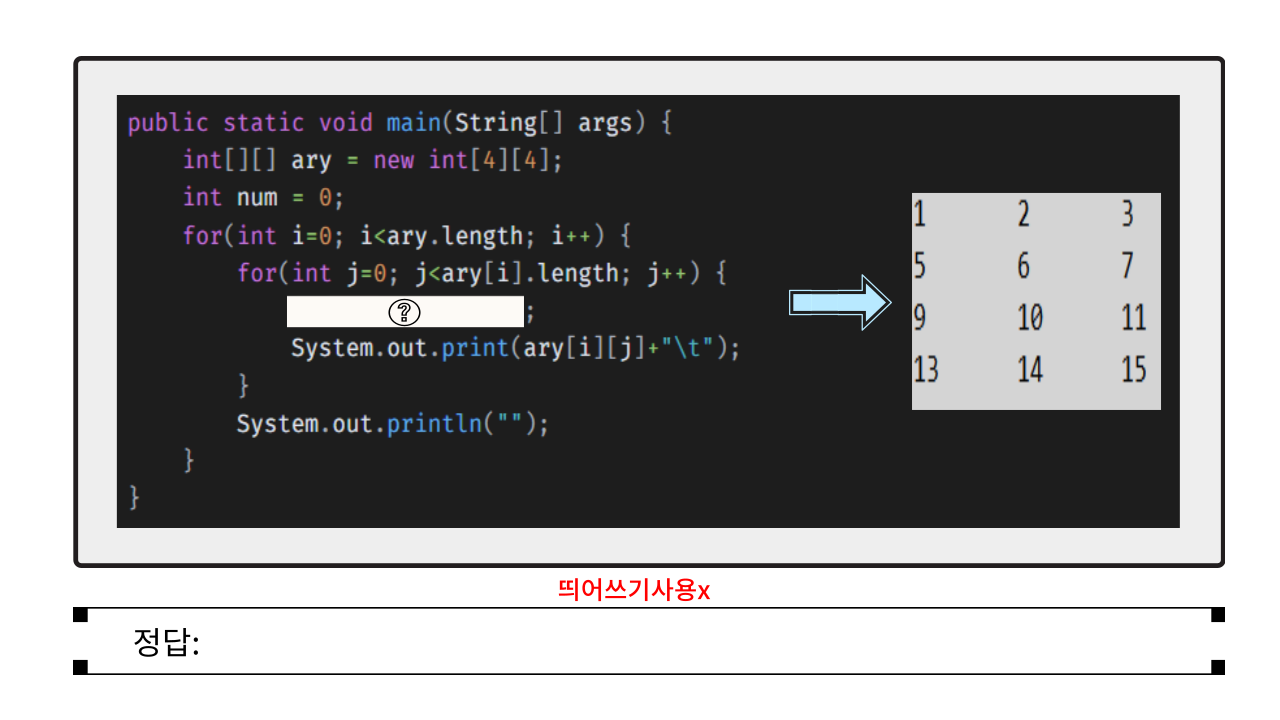 public static void main(String[] args) {
int[][] ary = new int[4][4];
int num = 0;
for(int i=0; i<ary.length; i++) {
for(int j=0; j<ary[i].length; j++) {
? ;
System.out.print(ary[i][j]+"\t");
}
System.out.println("");
}
}
1 2 3
5 6 7
9 10 11
13 14 15
띄어쓰기사용x
정답: